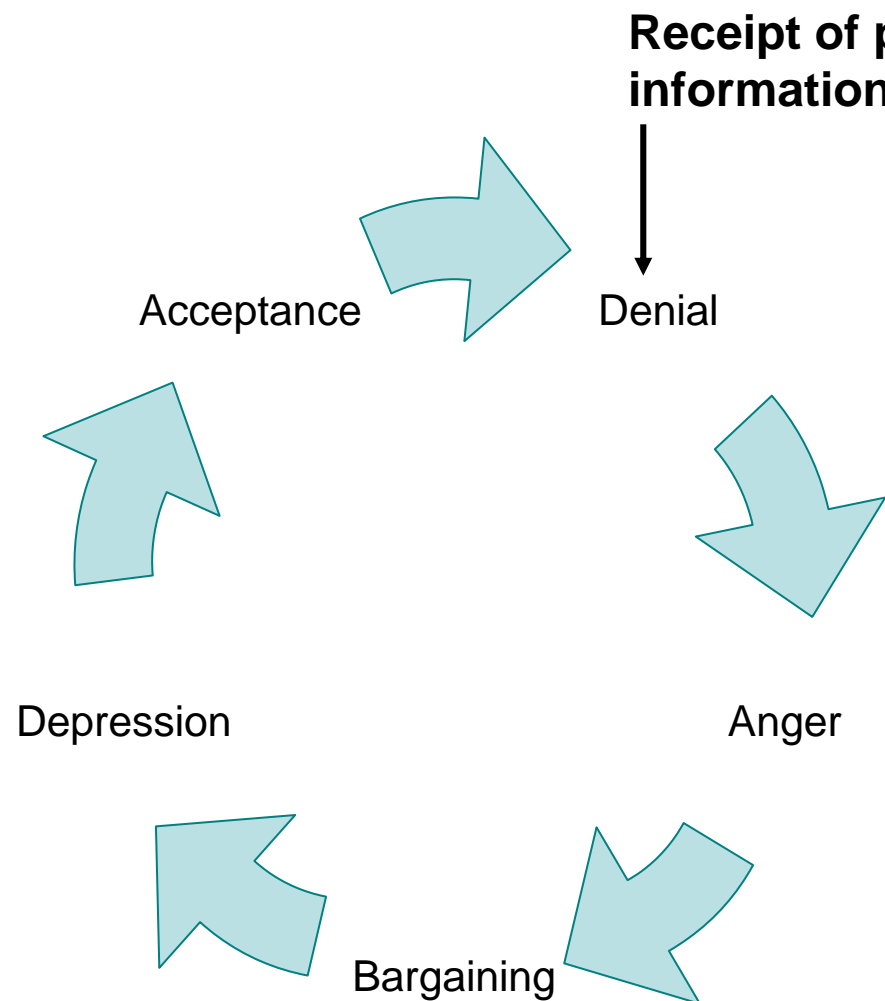 Receipt of
information
Acceptance
Denial
Depression
Anger
Bargaining